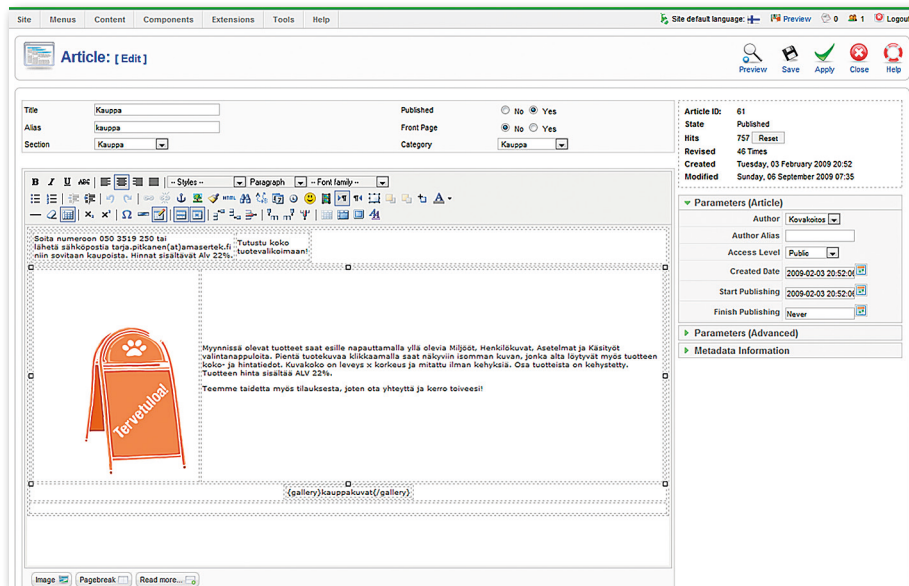 Site Menus Content Components Extensions Tools Help Site default language: Preview 0 1 Logout
Article: [ Edit ]
Preview Save Apply Close Help
Title Kauppa Published No Yes
Alias kauppa Front Page No Yes
Section Kauppa Category Kauppa
Article ID: 61
State Published
Hits 757 Reset
Revised 46 Times
Created Tuesday, 03 February 2009 20:52
Modified Sunday, 06 September 2009 07:35
Parameters (Article)
Author Kovakoitos
Author Alias
Access Level Public
Created Date 2009-02-03 20:52:06
Start Publishing 2009-02-03 20:52:06
Finish Publishing Never
Parameters (Advanced)
Metadata Information
B I U ABC -- Styles -- Paragraph -- Font family --
HTML
Soita numeroon 050 3519 250 tai
lähetä sähköpostia tarja.pitkanen(at)amasertek.fi
niin sovitaan kaupoista. Hinnat sisältävät Alv 22%.
Tutustu koko
tuotevalikoimaan!
Tervetuloa!
Myynnissä olevat tuotteet saat esille napauttamalla yllä olevia Miljööt, Henkilökuvat, Asetelmat ja Käsityöt
valintanappuloita. Pientä tuotekuvaa klikkaamalla saat näkyviin isomman kuvan, jonka alta löytyvät myös tuotteen
koko- ja hintatiedot. Kuvakoko on leveys x korkeus ja mitattu ilman kehyksiä. Osa tuotteista on kehystetty.
Tuotteen hinta sisältää ALV 22%.
Teemme taidetta myös tilauksesta, joten ota yhteyttä ja kerro toiveesi!
{gallery}kauppakuvat{/gallery}
Image Pagebreak Read more...